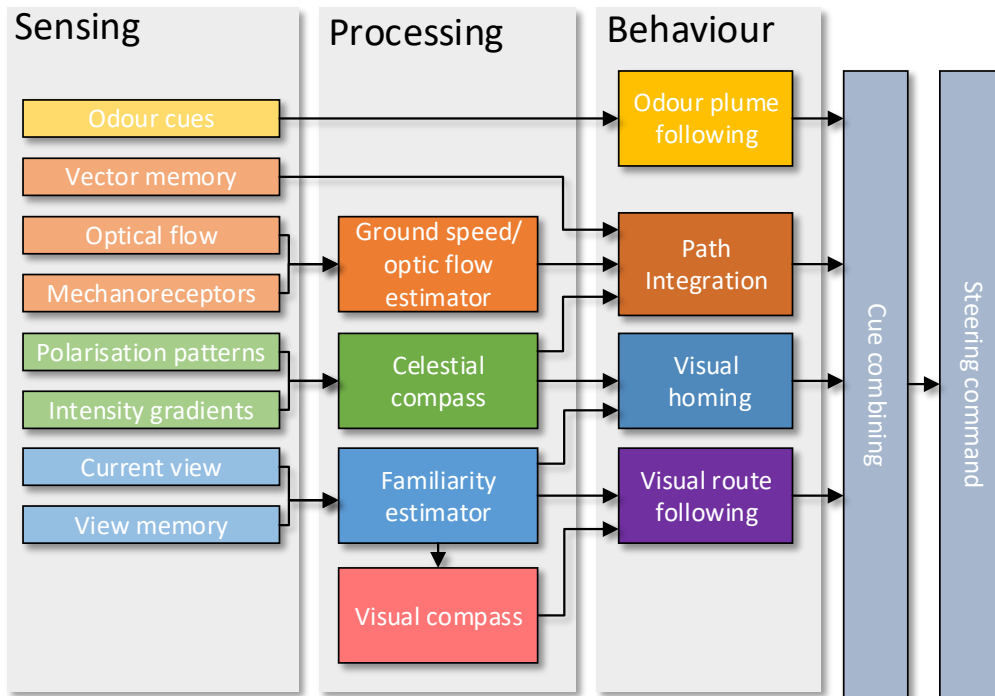 Sensing
Processing
Behaviour
Odour cues
Vector memory
Optical flow
Mechanoreceptors
Polarisation patterns
Intensity gradients
Current view
View memory
Ground speed/
optic flow
estimator
Celestial
compass
Familiarity
estimator
Visual compass
Odour plume
following
Path
Integration
Visual
homing
Visual route
following
Cue combining
Steering command